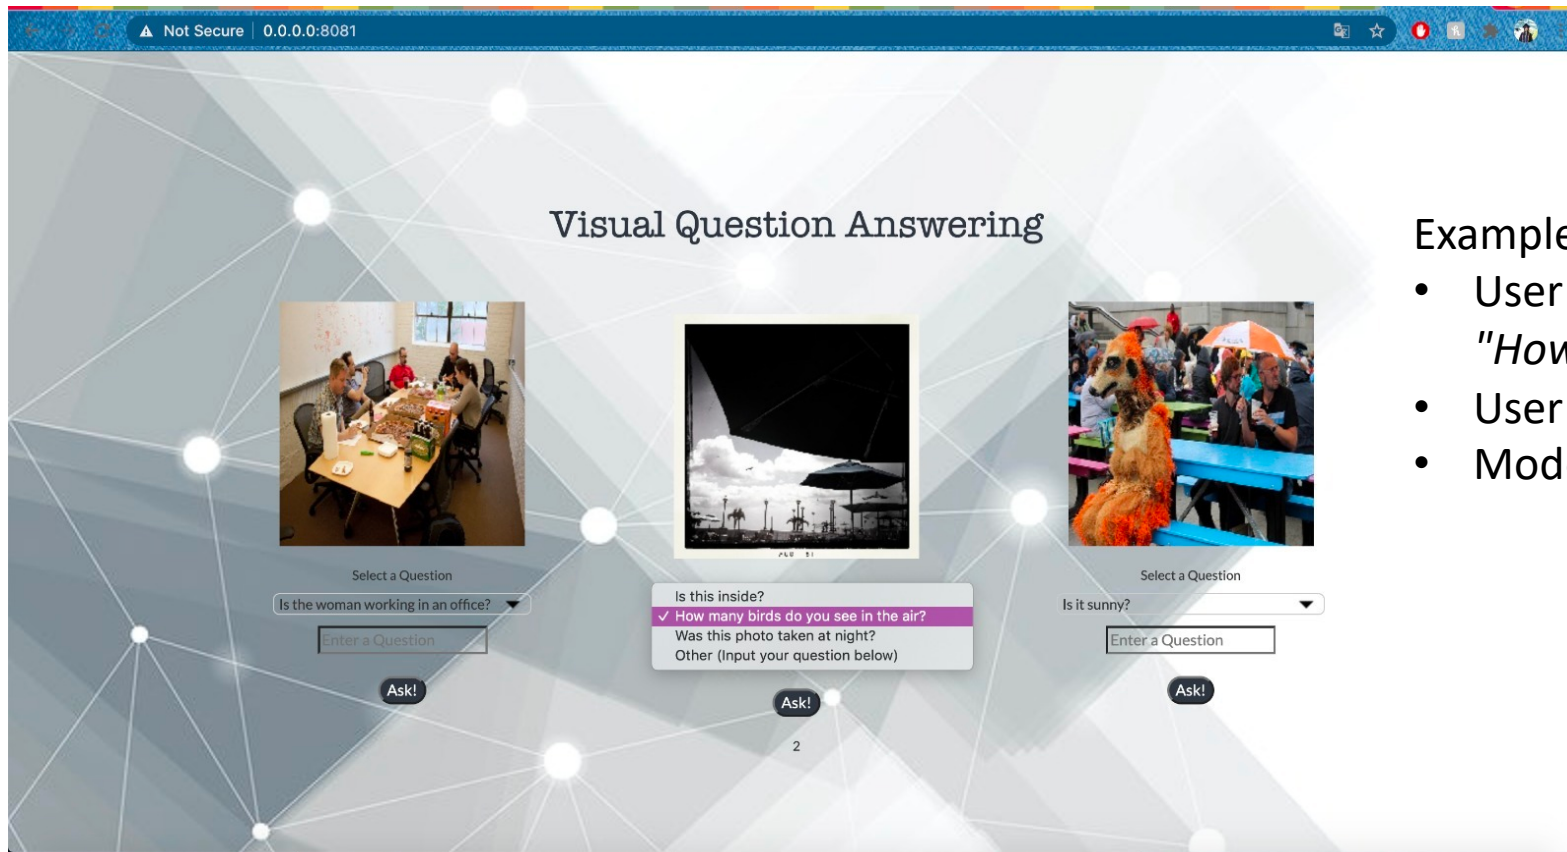 Not Secure | 0.0.0.0:8081
Visual Question Answering
Select a Question
Is the woman working in an office?
Enter a Question
Ask!
Is this inside?
✓ How many birds do you see in the air?
Was this photo taken at night?
Other (Input your question below)
Ask!
2
Select a Question
Is it sunny?
Enter a Question
Ask!
Example
• User
"How
• User
• Mod